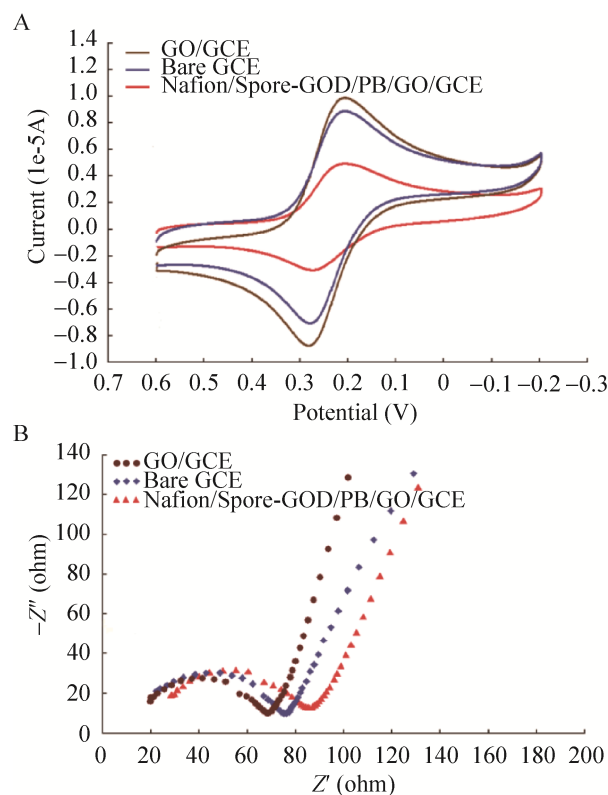 A
GO/GCE
Bare GCE
Nafion/Spore-GOD/PB/GO/GCE
Current (1e-5A)
1.4
1.2
1.0
0.8
0.6
0.4
0.2
0.0
−0.2
−0.4
−0.6
−0.8
−1.0
0.7 0.6 0.5 0.4 0.3 0.2 0.1 0 −0.1 −0.2 −0.3
Potential (V)
B
GO/GCE
Bare GCE
Nafion/Spore-GOD/PB/GO/GCE
−Z″ (ohm)
140
120
100
80
60
40
20
0
0 20 40 60 80 100 120 140 160 180 200
Z′ (ohm)